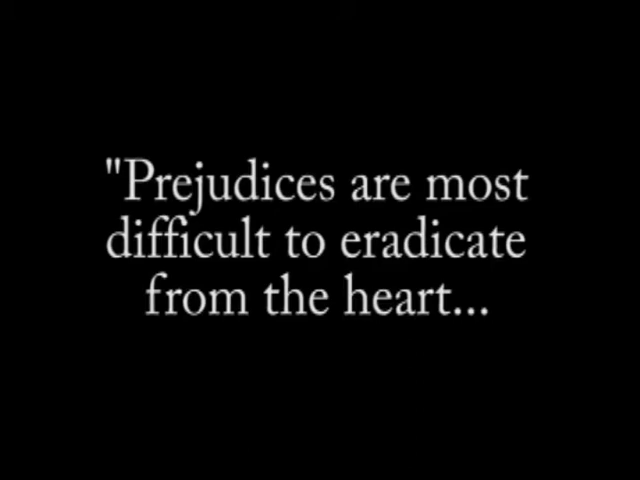 "Prejudices are most
difficult to eradicate
from the heart...